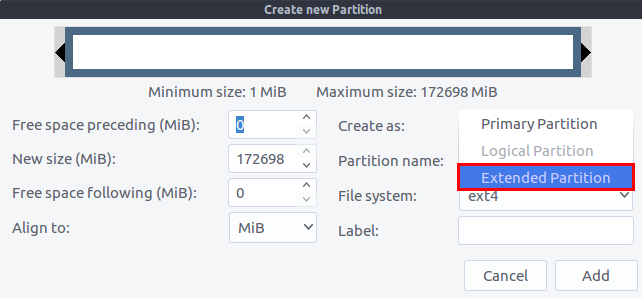 Create new Partition
Minimum size: 1 MiB Maximum size: 172698 MiB
Free space preceding (MiB): 0 Create as: Primary Partition
Logical Partition
New size (MiB): 172698 Partition name:
Extended Partition
Free space following (MiB): 0 File system: ext4
Align to: MiB Label:
Cancel Add